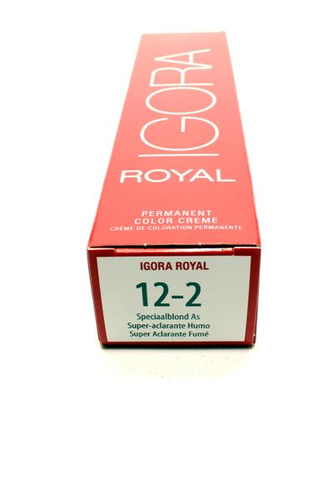 IGORA
ROYAL
PERMANENT
COLOR CREME
CRÈME DE COLORATION PERMANENTE
IGORA ROYAL
12-2
Speciaalblond As
Super-aclarante Humo
Super Aclarante Fumé